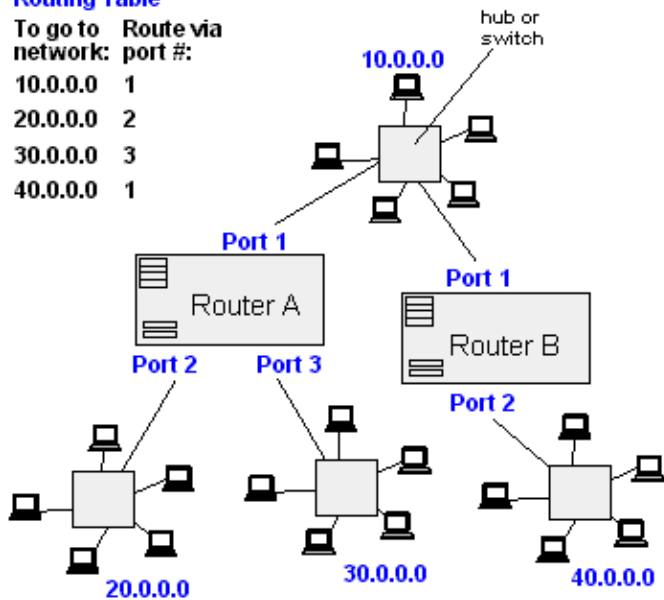 Routing Table
To go to Route via
network: port #:
10.0.0.0 1
20.0.0.0 2
30.0.0.0 3
40.0.0.0 1
hub or
switch
10.0.0.0
Port 1
Router A
Port 2 Port 3
Port 1
Router B
Port 2
20.0.0.0
30.0.0.0
40.0.0.0